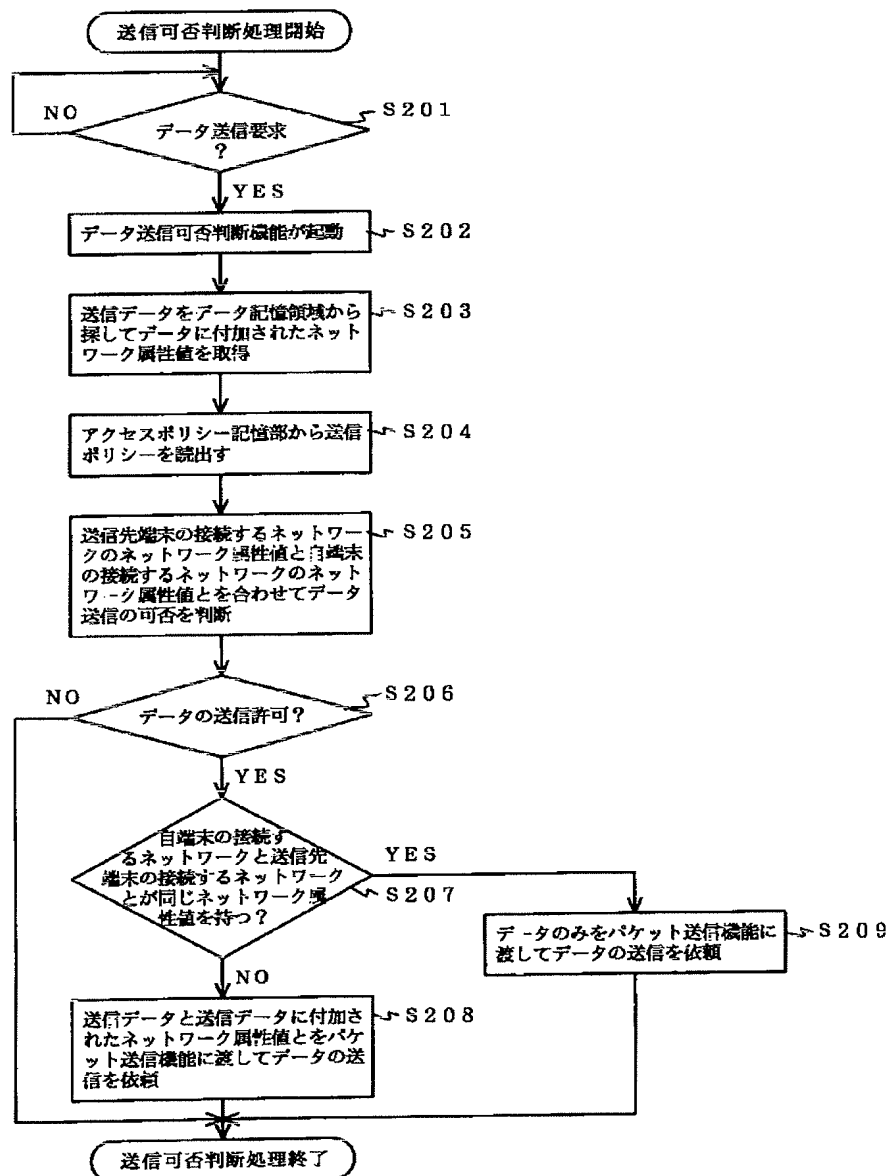 送信可否判断処理開始
NO
S201
データ送信要求
?
YES
データ送信可否判断機能が起動
S202
送信データをデータ記憶領域から
探してデータに付加されたネット
ワーク属性値を取得
S203
アクセスポリシー記憶部から送信
ポリシーを読出す
S204
送信先端末の接続するネットワー
クのネットワーク属性値と自端末
の接続するネットワークのネット
ワーク属性値とを合わせてデータ
送信の可否を判断
S205
NO
S206
データの送信許可?
YES
自端末の接続す
るネットワークと送信先
端末の接続するネットワーク
とが同じネットワーク属
性値を持つ?
YES
S207
データのみをパケット送信機能に
渡してデータの送信を依頼
S209
NO
送信データと送信データに付加さ
れたネットワーク属性値とをパケ
ット送信機能に渡してデータの送
信を依頼
S208
送信可否判断処理終了